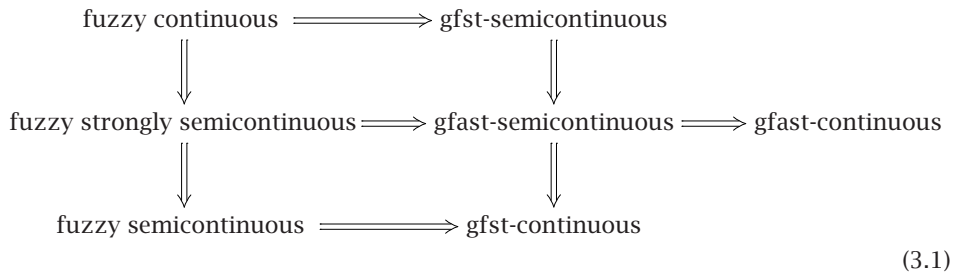 fuzzy continuous gfst-semicontinuous
fuzzy strongly semicontinuous gfast-semicontinuous gfast-continuous
fuzzy semicontinuous gfst-continuous
(3.1)